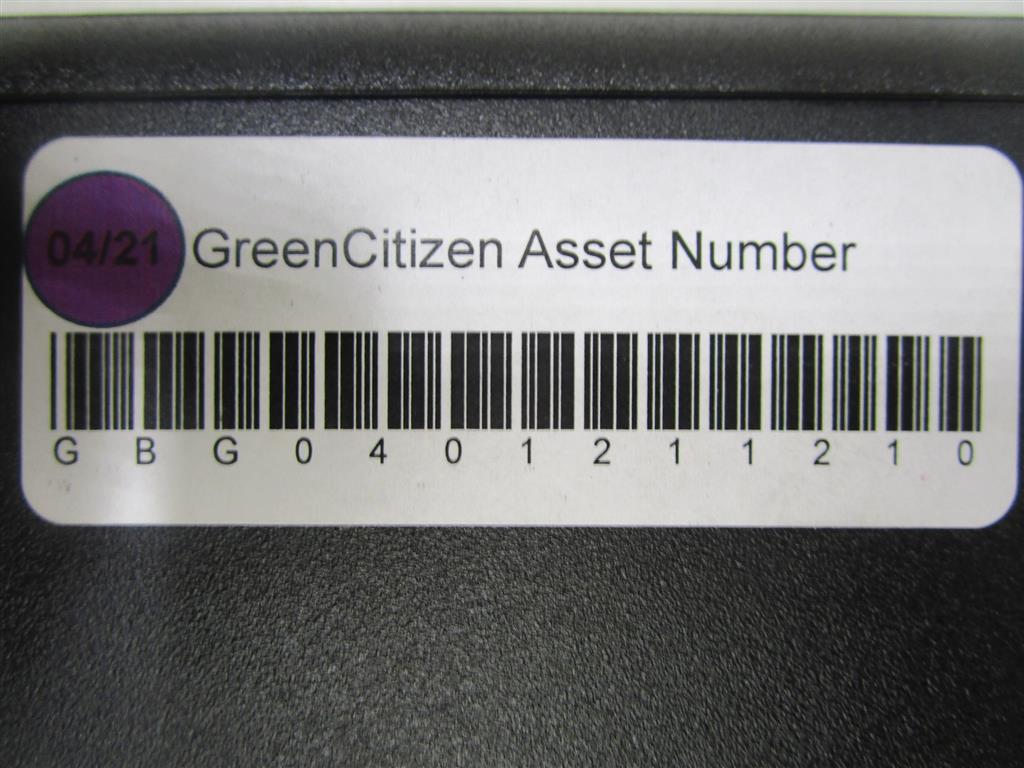 04/21 GreenCitizen Asset Number
G B G 0 4 0 1 2 1 1 2 1 0